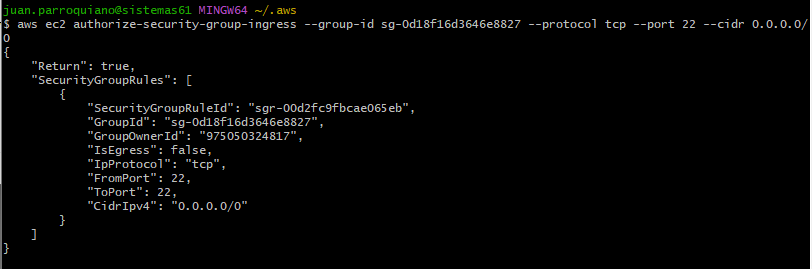 juan.parroquiano@sistemas61 MINGW64 ~/.aws
$ aws ec2 authorize-security-group-ingress --group-id sg-0d18f16d3646e8827 --protocol tcp --port 22 --cidr 0.0.0.0/
0
{
    "Return": true,
    "SecurityGroupRules": [
        {
            "SecurityGroupRuleId": "sgr-00d2fc9fbcae065eb",
            "GroupId": "sg-0d18f16d3646e8827",
            "GroupOwnerId": "975050324817",
            "IsEgress": false,
            "IpProtocol": "tcp",
            "FromPort": 22,
            "ToPort": 22,
            "CidrIpv4": "0.0.0.0/0"
        }
    ]
}